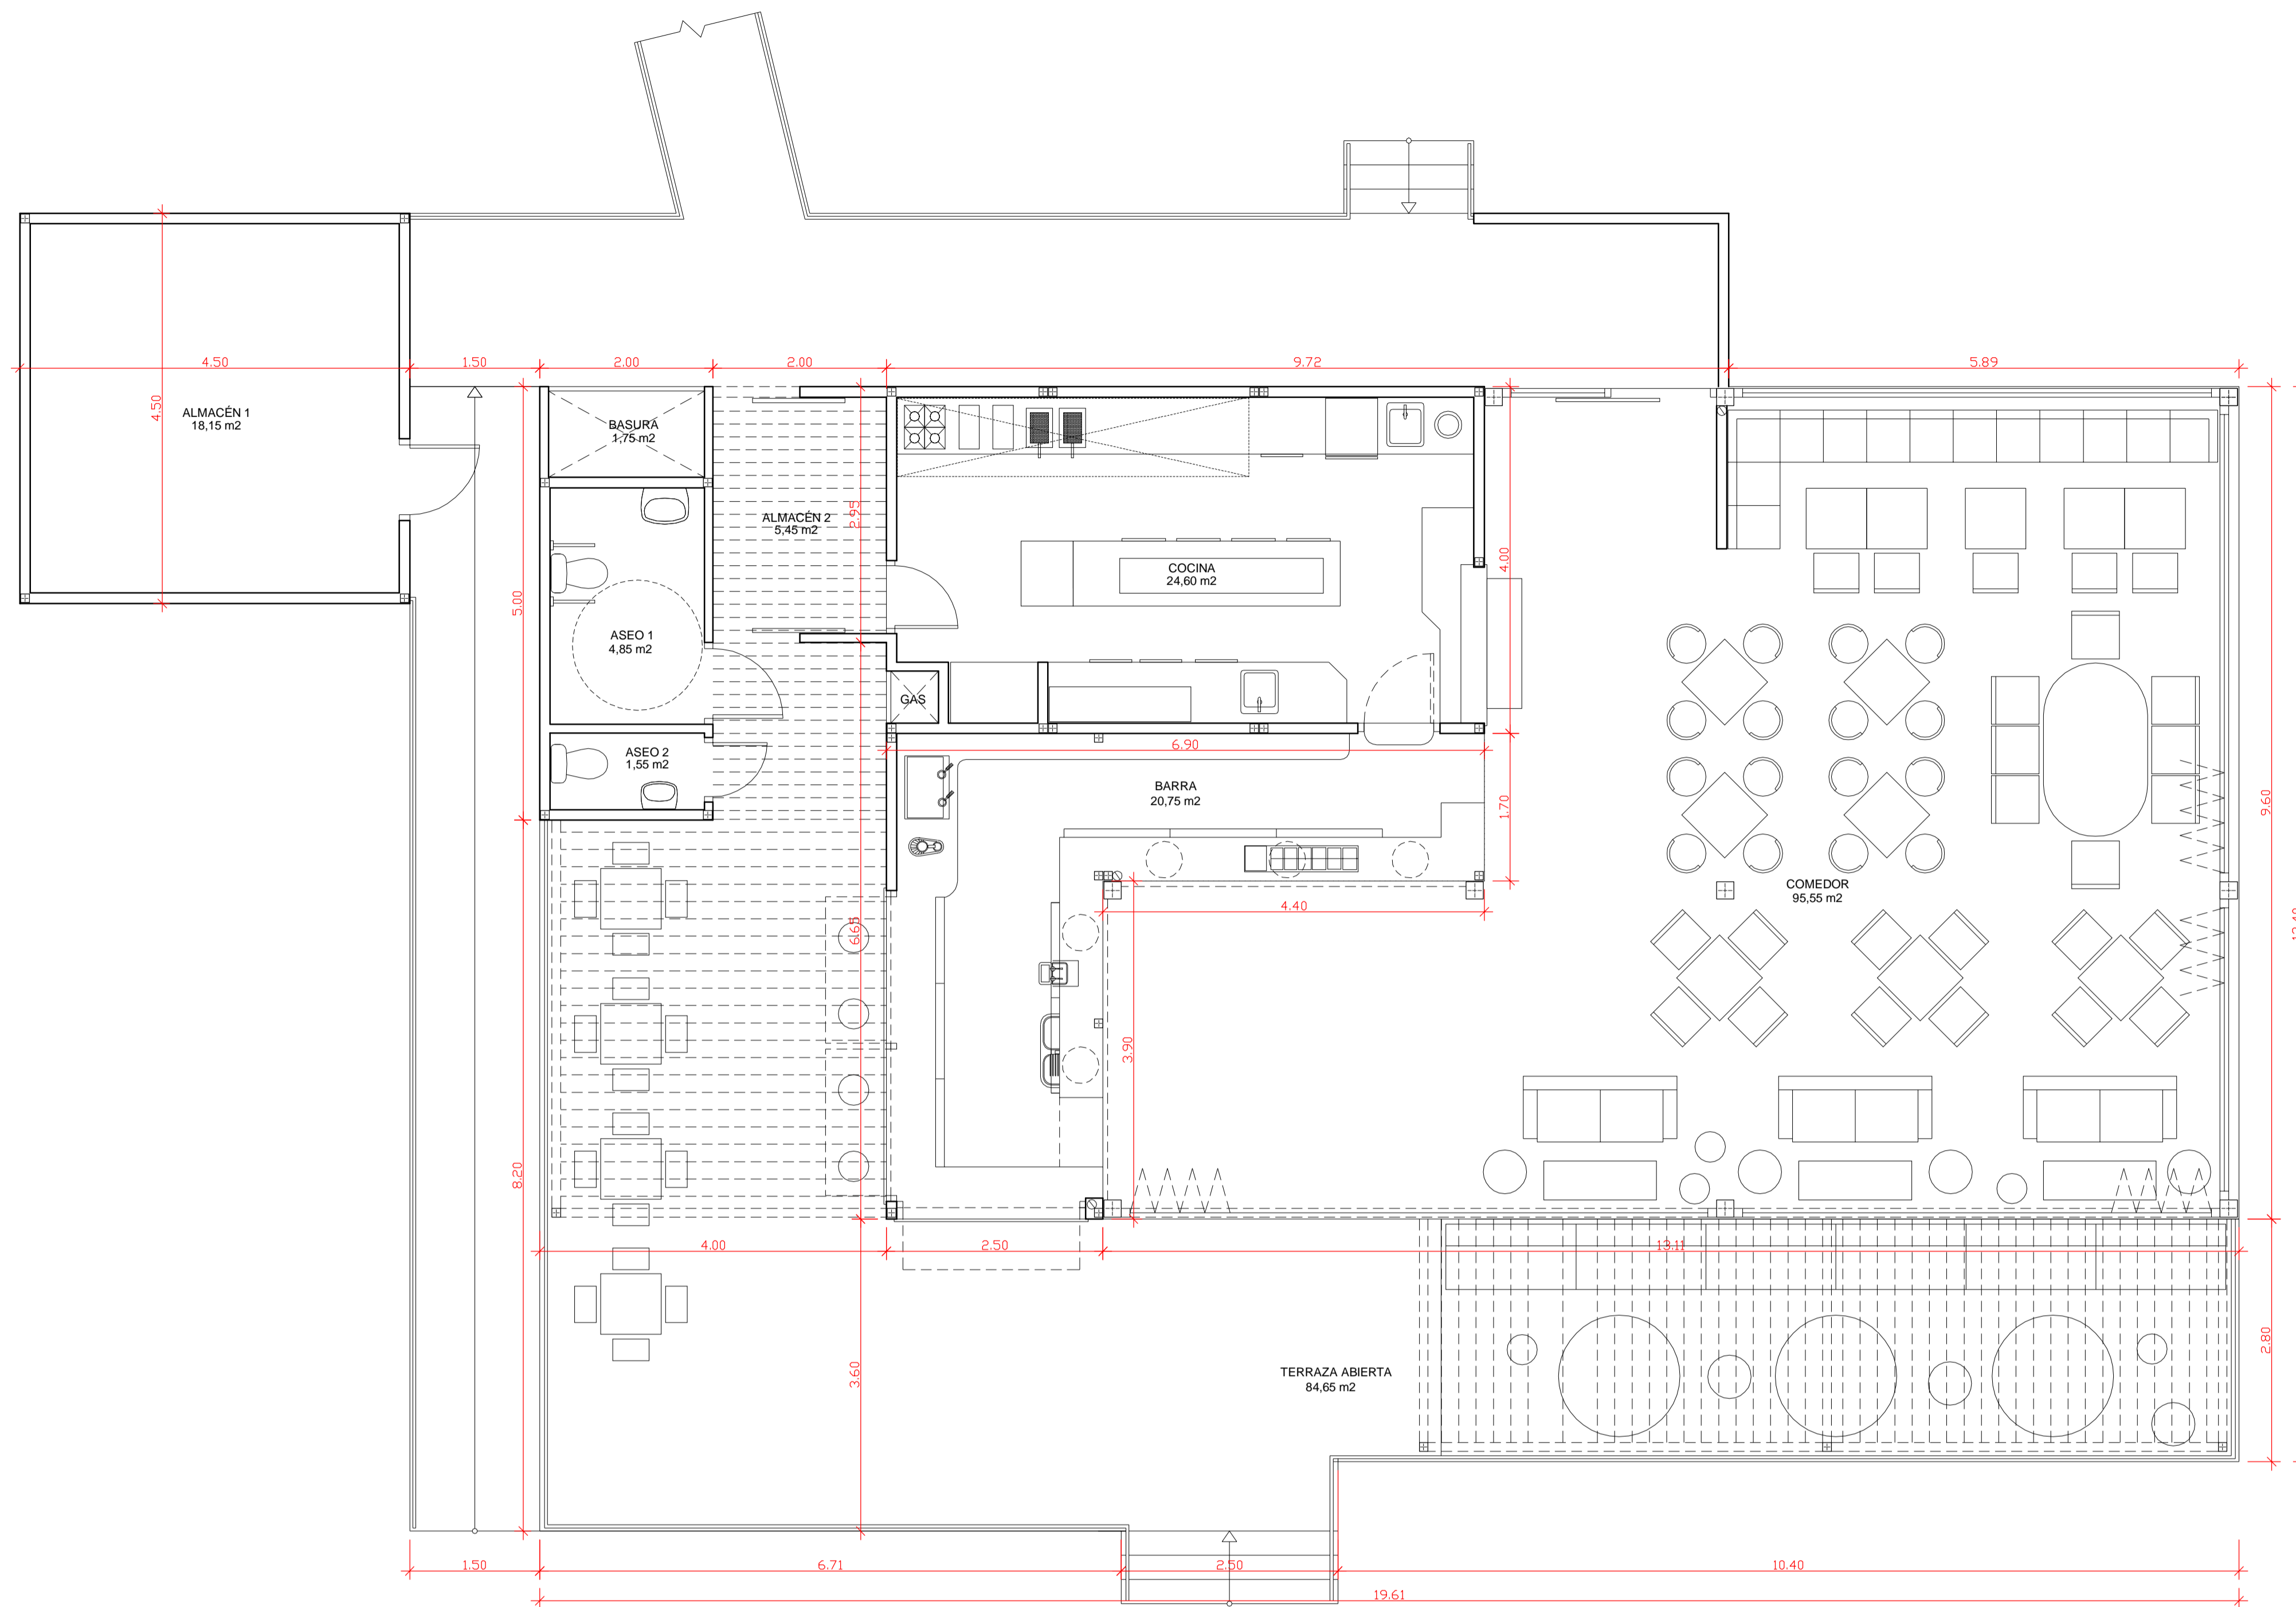 4.50
1.50
2.00
2.00
9.72
5.89
4.50
ALMACÉN 1
18,15 m2
BASURA
1,75 m2
ALMACÉN 2
5,45 m2
2.95
COCINA
24,60 m2
4.00
5.00
ASEO 1
4,85 m2
GAS
ASEO 2
1,55 m2
6.90
BARRA
20,75 m2
1.70
9.60
COMEDOR
95,55 m2
4.40
6.65
3.90
8.20
4.00
2.50
13.11
3.60
TERRAZA ABIERTA
84,65 m2
2.80
1.50
6.71
2.50
10.40
19.61